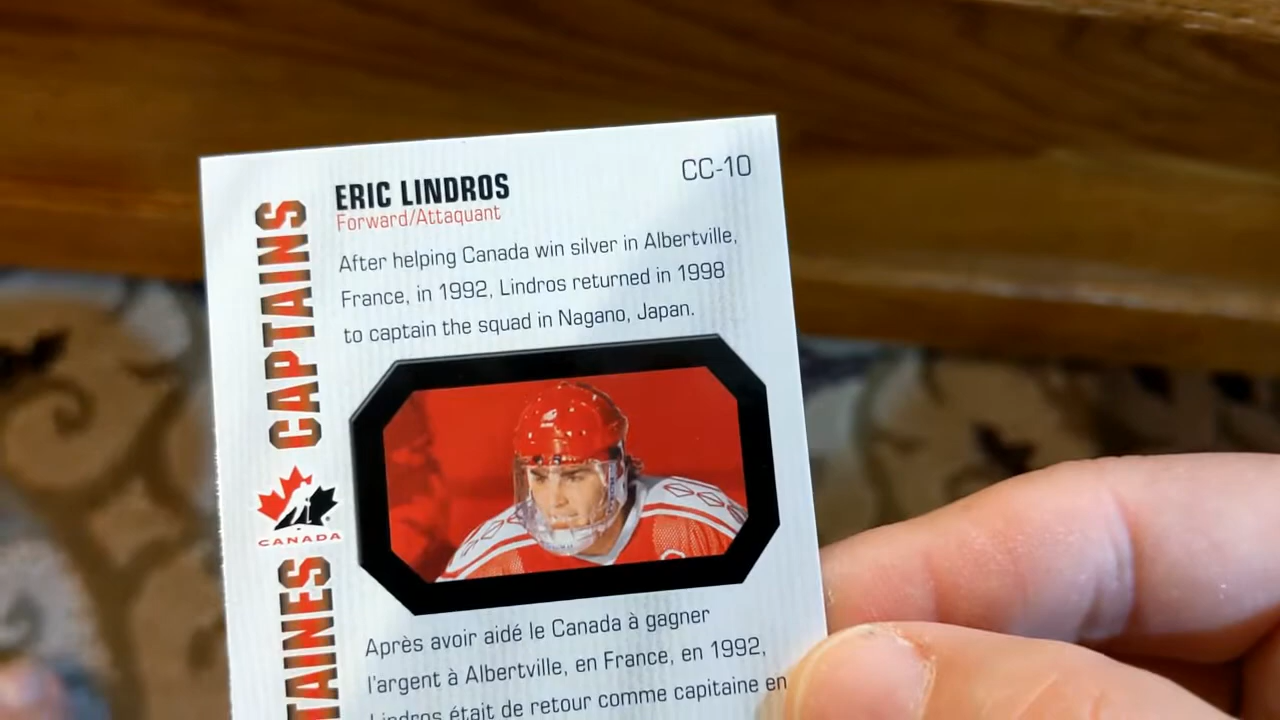 CC-10
ERIC LINDROS
Forward/Attaquant
After helping Canada win silver in Albertville,
France, in 1992, Lindros returned in 1998
to captain the squad in Nagano, Japan.
CAPTAINS
CANADA
TAINES
Après avoir aidé le Canada à gagner
l'argent à Albertville, en France, en 1992,
Lindros était de retour comme capitaine en